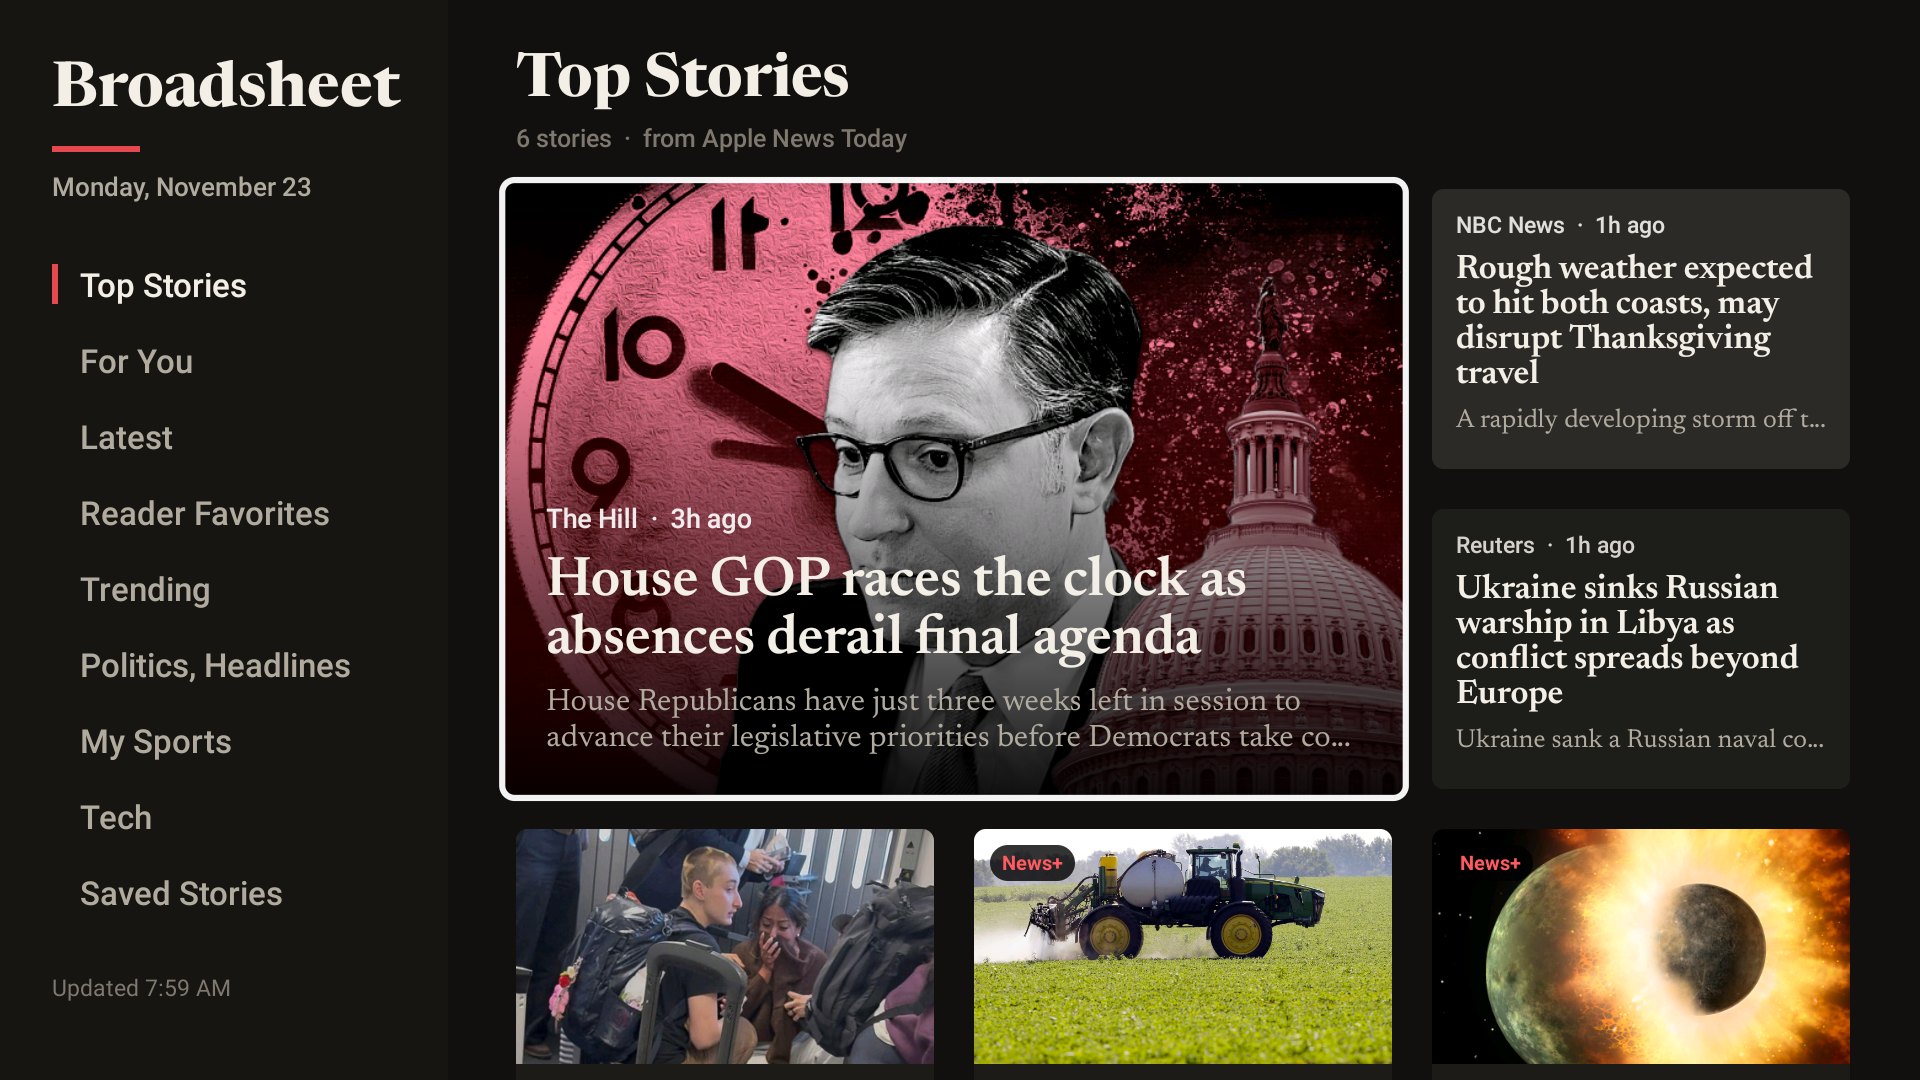 Broadsheet
Monday, November 23
Top Stories
For You
Latest
Reader Favorites
Trending
Politics, Headlines
My Sports
Tech
Saved Stories
Updated 7:59 AM
Top Stories
6 stories · from Apple News Today
11
12
10
9
8
The Hill · 3h ago
House GOP races the clock as
absences derail final agenda
House Republicans have just three weeks left in session to
advance their legislative priorities before Democrats take co...
NBC News · 1h ago
Rough weather expected
to hit both coasts, may
disrupt Thanksgiving
travel
A rapidly developing storm off t...
Reuters · 1h ago
Ukraine sinks Russian
warship in Libya as
conflict spreads beyond
Europe
Ukraine sank a Russian naval co...
News+
News+